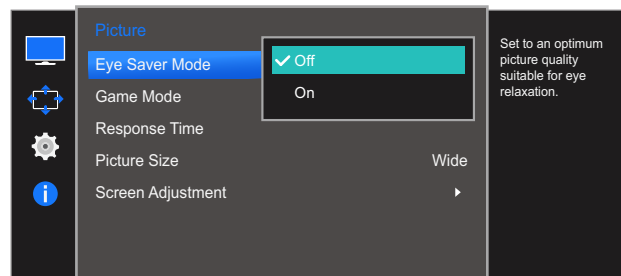 Picture
Eye Saver Mode
Off
Game Mode
On
Response Time
Picture Size Wide
Screen Adjustment
Set to an optimum
picture quality
suitable for eye
relaxation.